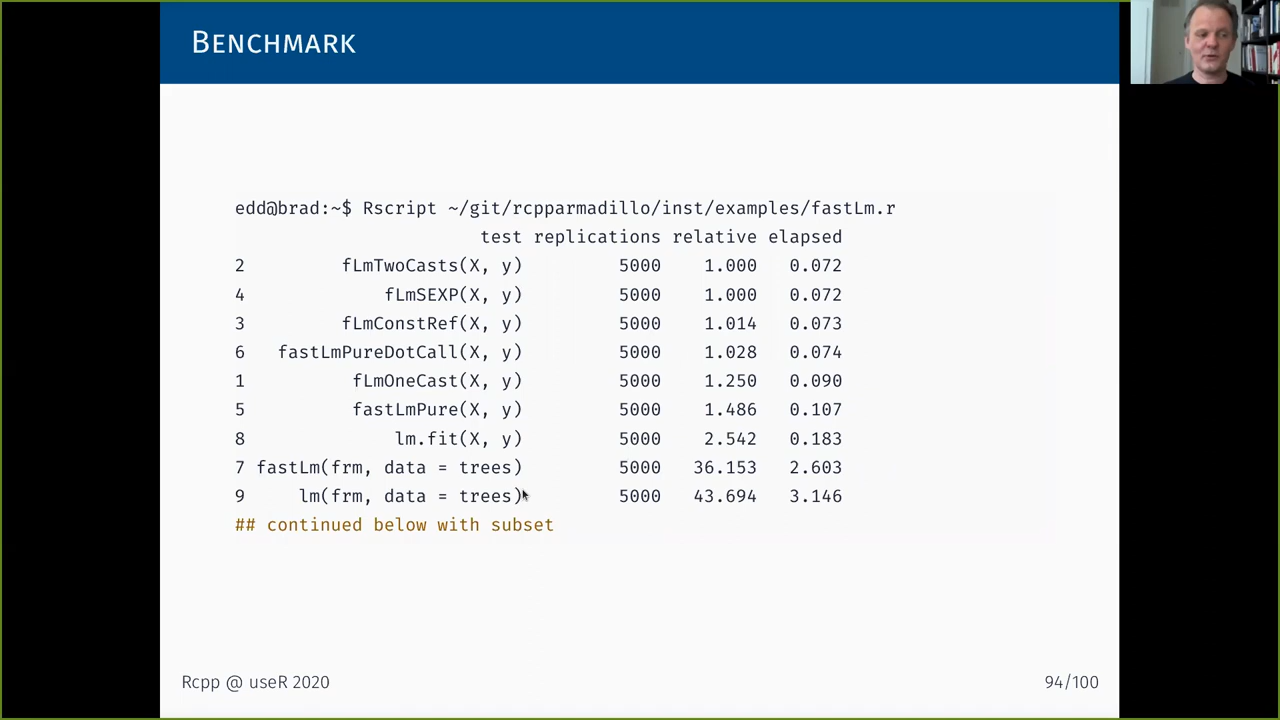 BENCHMARK
edd@brad:~$ Rscript ~/git/rcpparmadillo/inst/examples/fastLm.r
test replications relative elapsed
2 fLmTwoCasts(X, y) 5000 1.000 0.072
4 fLmSEXP(X, y) 5000 1.000 0.072
3 fLmConstRef(X, y) 5000 1.014 0.073
6 fastLmPureDotCall(X, y) 5000 1.028 0.074
1 fLmOneCast(X, y) 5000 1.250 0.090
5 fastLmPure(X, y) 5000 1.486 0.107
8 lm.fit(X, y) 5000 2.542 0.183
7 fastLm(frm, data = trees) 5000 36.153 2.603
9 lm(frm, data = trees) 5000 43.694 3.146
## continued below with subset
Rcpp @ useR 2020
94/100